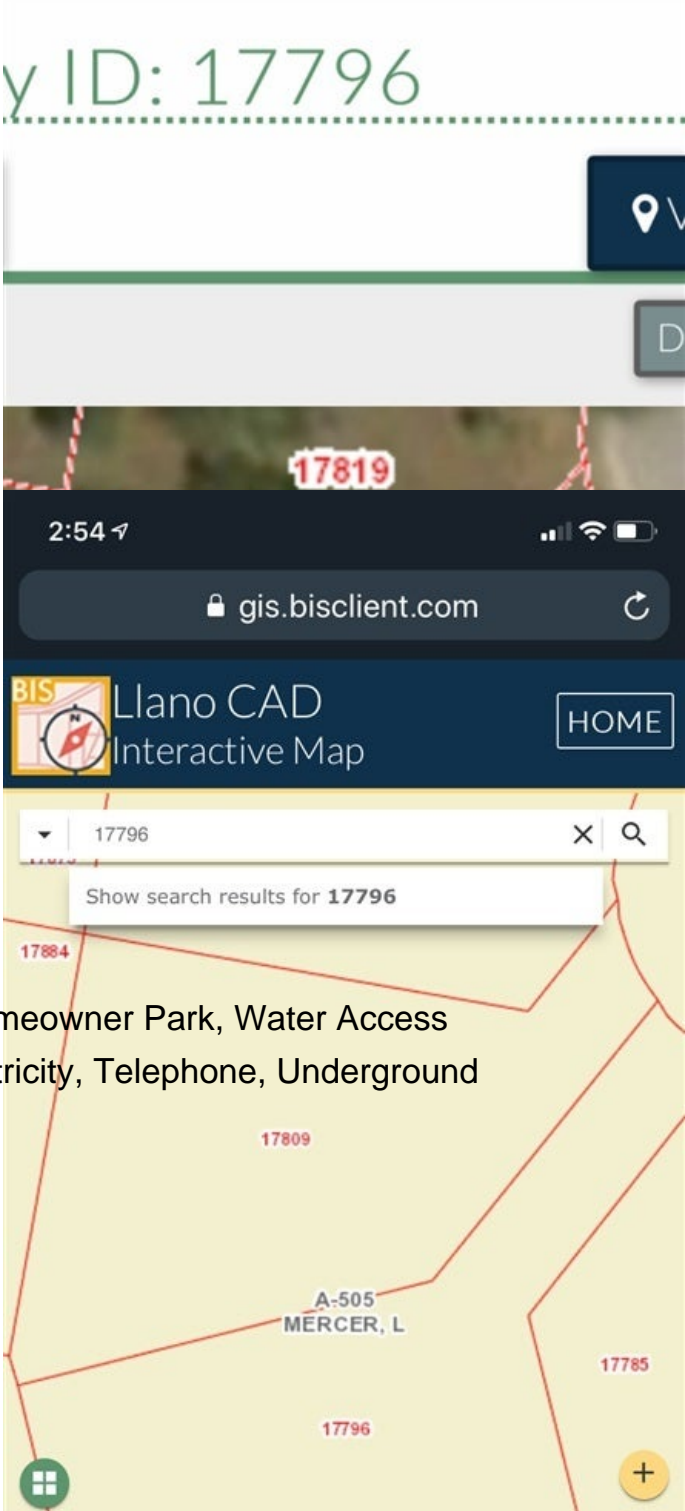 y ID: 17796
V
D
17819
2:54
gis.bisclient.com
BIS
N
Llano CAD
HOME
Interactive Map
17796
Show search results for 17796
17884
meowner Park, Water Access
tricity, Telephone, Underground
17809
A-505
MERCER, L
17785
17796